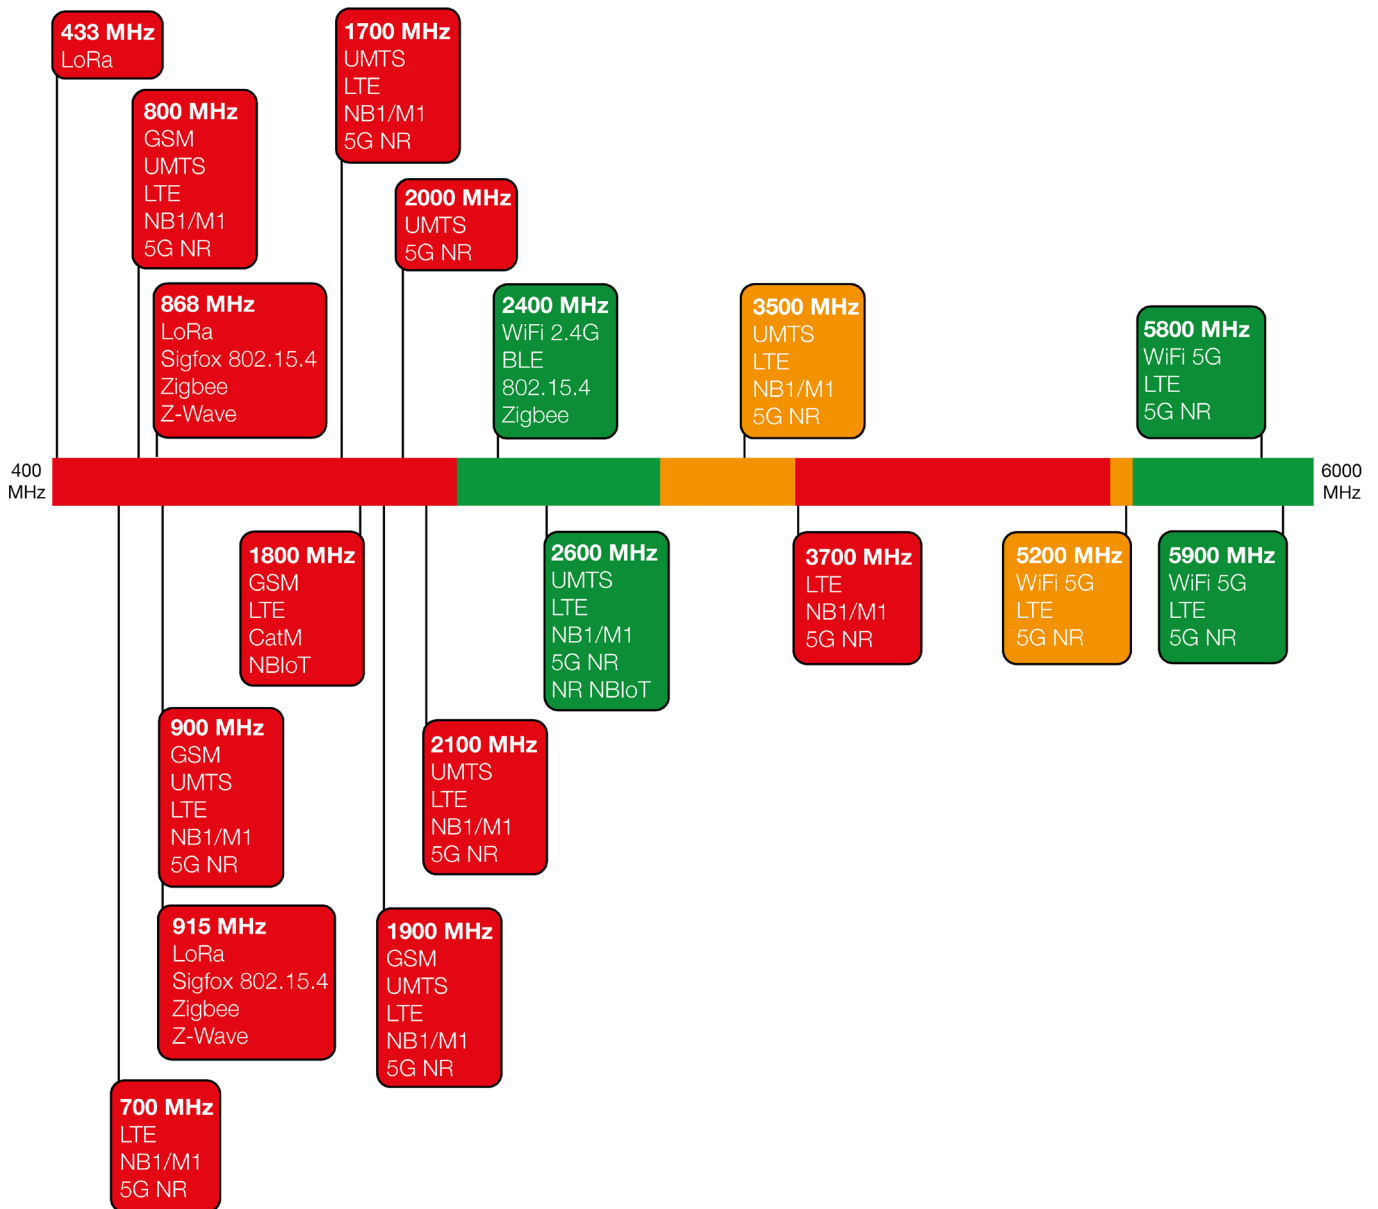 433 MHz
LoRa
800 MHz
GSM
UMTS
LTE
NB1/M1
5G NR
868 MHz
LoRa
Sigfox 802.15.4
Zigbee
Z-Wave
1700 MHz
UMTS
LTE
NB1/M1
5G NR
2000 MHz
UMTS
5G NR
2400 MHz
WiFi 2.4G
BLE
802.15.4
Zigbee
3500 MHz
UMTS
LTE
NB1/M1
5G NR
5800 MHz
WiFi 5G
LTE
5G NR
400
MHz
6000
MHz
1800 MHz
GSM
LTE
CatM
NBIoT
2600 MHz
UMTS
LTE
NB1/M1
5G NR
NR NBIoT
3700 MHz
LTE
NB1/M1
5G NR
5200 MHz
WiFi 5G
LTE
5G NR
5900 MHz
WiFi 5G
LTE
5G NR
900 MHz
GSM
UMTS
LTE
NB1/M1
5G NR
2100 MHz
UMTS
LTE
NB1/M1
5G NR
915 MHz
LoRa
Sigfox 802.15.4
Zigbee
Z-Wave
1900 MHz
GSM
UMTS
LTE
NB1/M1
5G NR
700 MHz
LTE
NB1/M1
5G NR